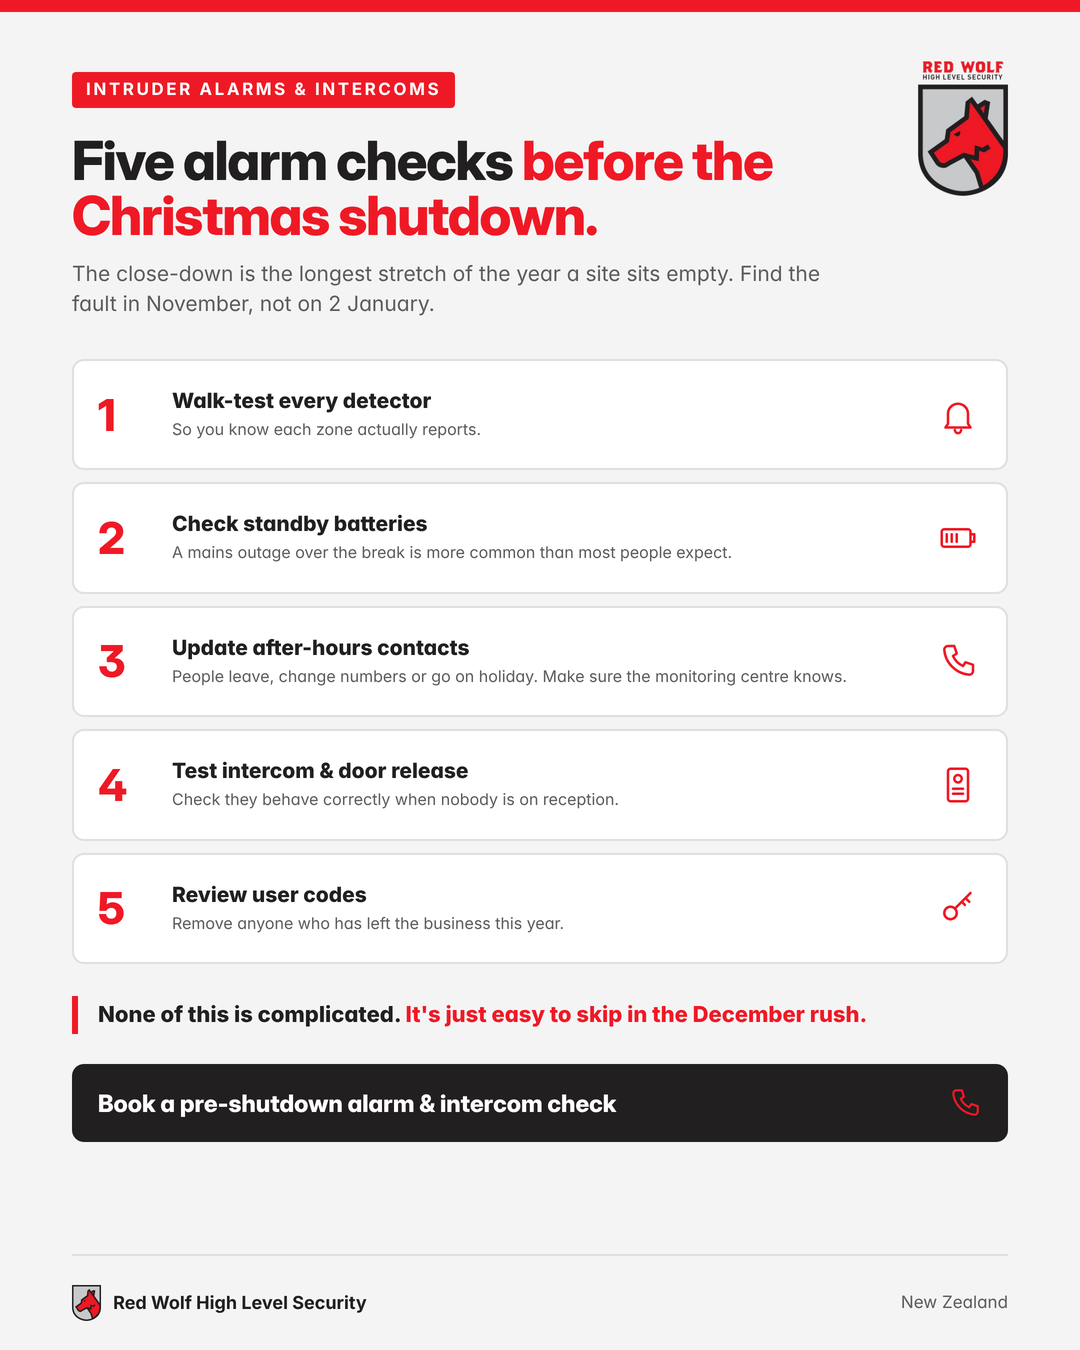 INTRUDER ALARMS & INTERCOMS
RED WOLF
HIGH LEVEL SECURITY
Five alarm checks before the
Christmas shutdown.
The close-down is the longest stretch of the year a site sits empty. Find the
fault in November, not on 2 January.
1
Walk-test every detector
So you know each zone actually reports.
2
Check standby batteries
A mains outage over the break is more common than most people expect.
3
Update after-hours contacts
People leave, change numbers or go on holiday. Make sure the monitoring centre knows.
4
Test intercom & door release
Check they behave correctly when nobody is on reception.
5
Review user codes
Remove anyone who has left the business this year.
None of this is complicated. It's just easy to skip in the December rush.
Book a pre-shutdown alarm & intercom check
Red Wolf High Level Security
New Zealand